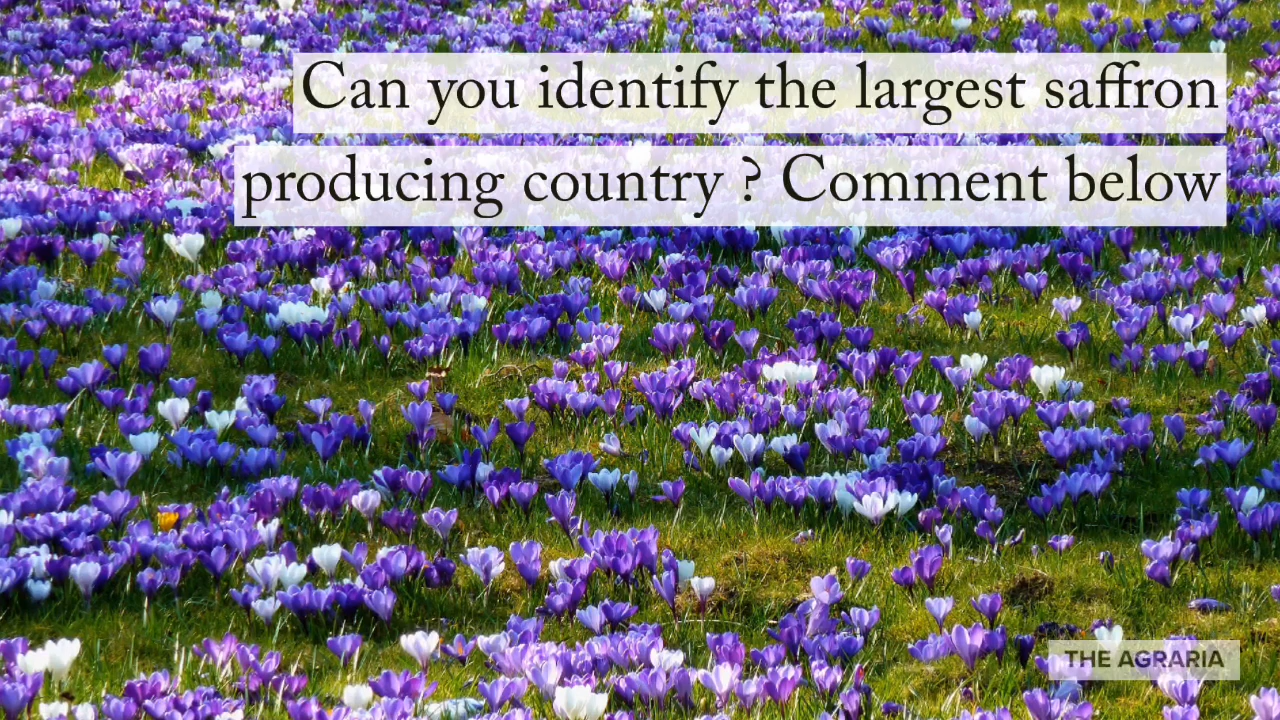 Can you identify the largest saffron
producing country ? Comment below
THE AGRARIA